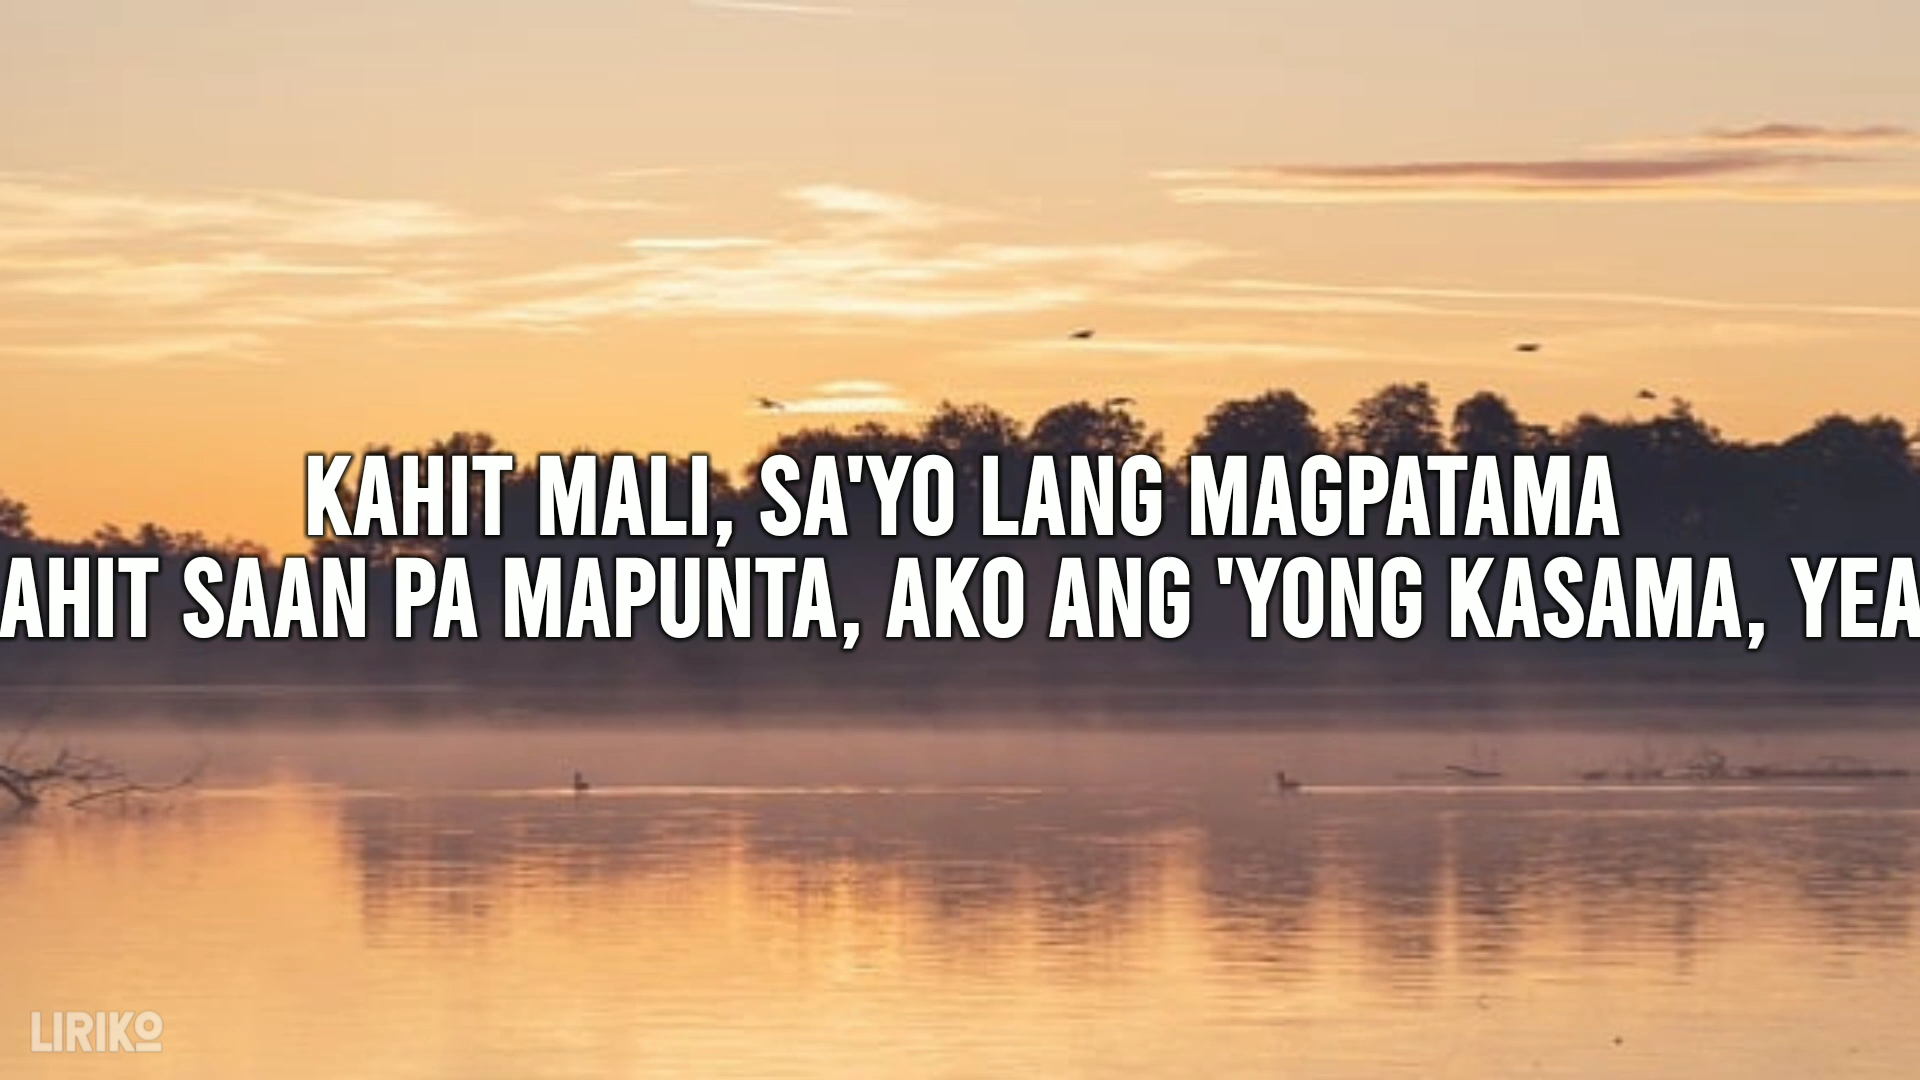 KAHIT MALI, SA'YO LANG MAGPATAMA
AHIT SAAN PA MAPUNTA, AKO ANG 'YONG KASAMA, YEA
LIRIKO